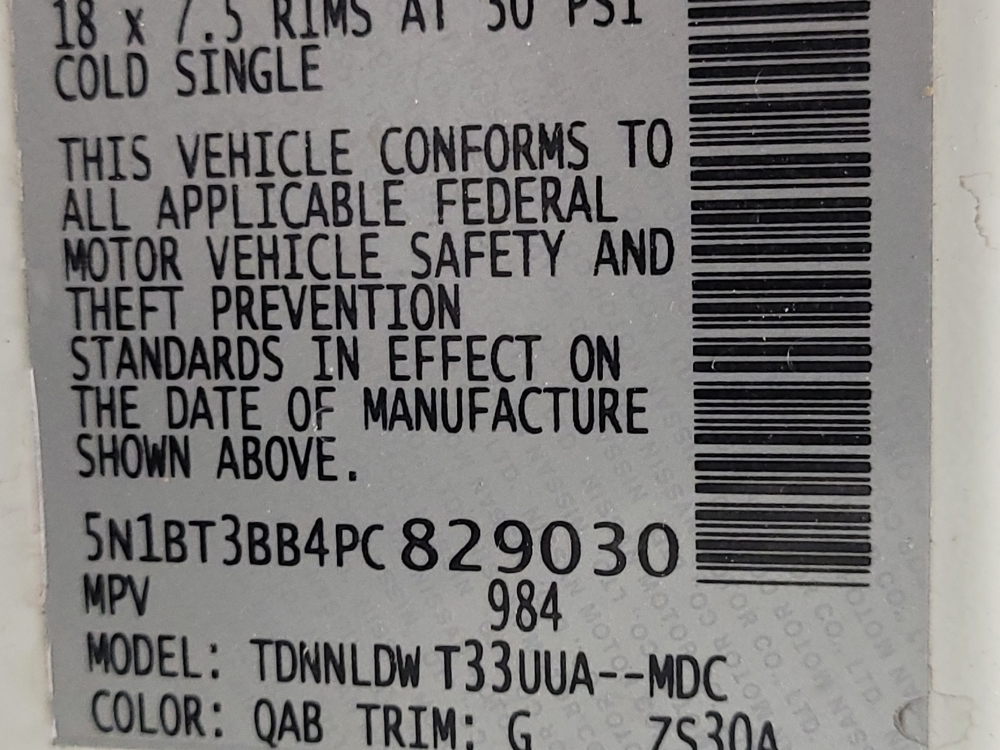 18 x 7.5 RIMS AT 30 PSI
COLD SINGLE
THIS VEHICLE CONFORMS TO
ALL APPLICABLE FEDERAL
MOTOR VEHICLE SAFETY AND
THEFT PREVENTION
STANDARDS IN EFFECT ON
THE DATE OF MANUFACTURE
SHOWN ABOVE.
5N1BT3BB4PC829030
MPV 984
MODEL: TDNNLDW T33UUA--MDC
COLOR: QAB TRIM: G ZS30A